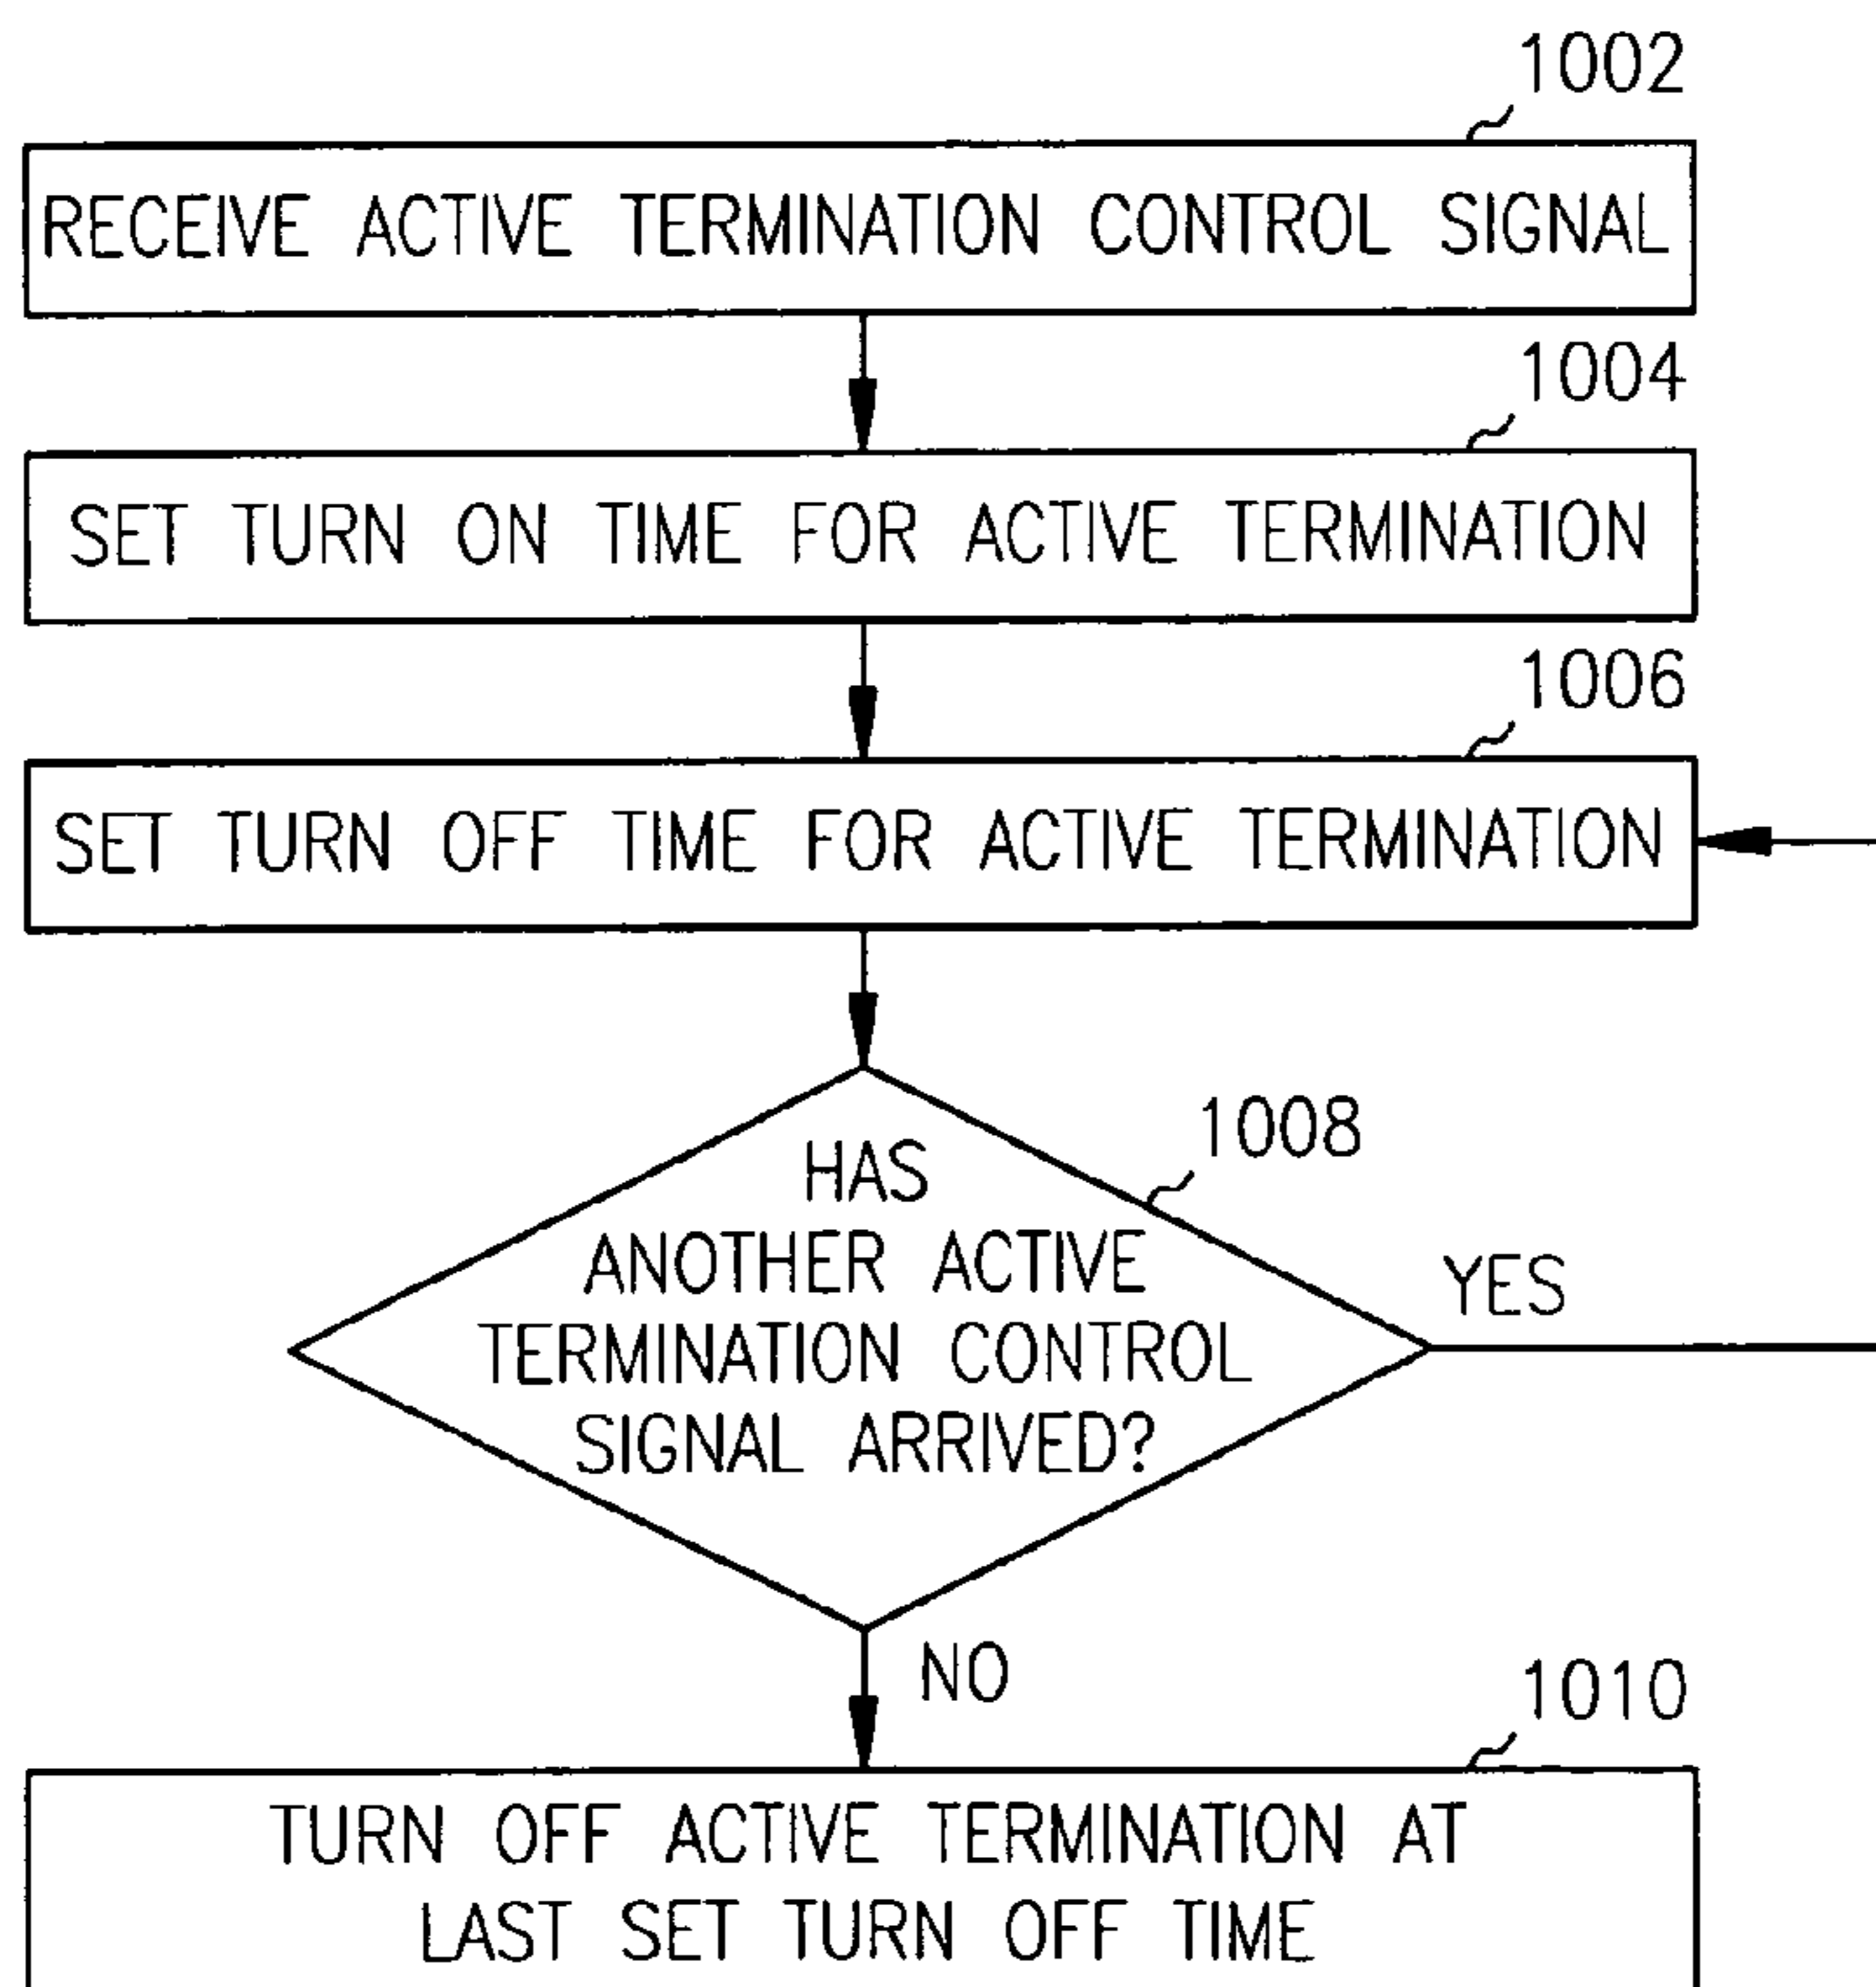 1002
RECEIVE ACTIVE TERMINATION CONTROL SIGNAL
1004
SET TURN ON TIME FOR ACTIVE TERMINATION
1006
SET TURN OFF TIME FOR ACTIVE TERMINATION
1008
HAS
ANOTHER ACTIVE
TERMINATION CONTROL
SIGNAL ARRIVED?
YES
NO
1010
TURN OFF ACTIVE TERMINATION AT
LAST SET TURN OFF TIME